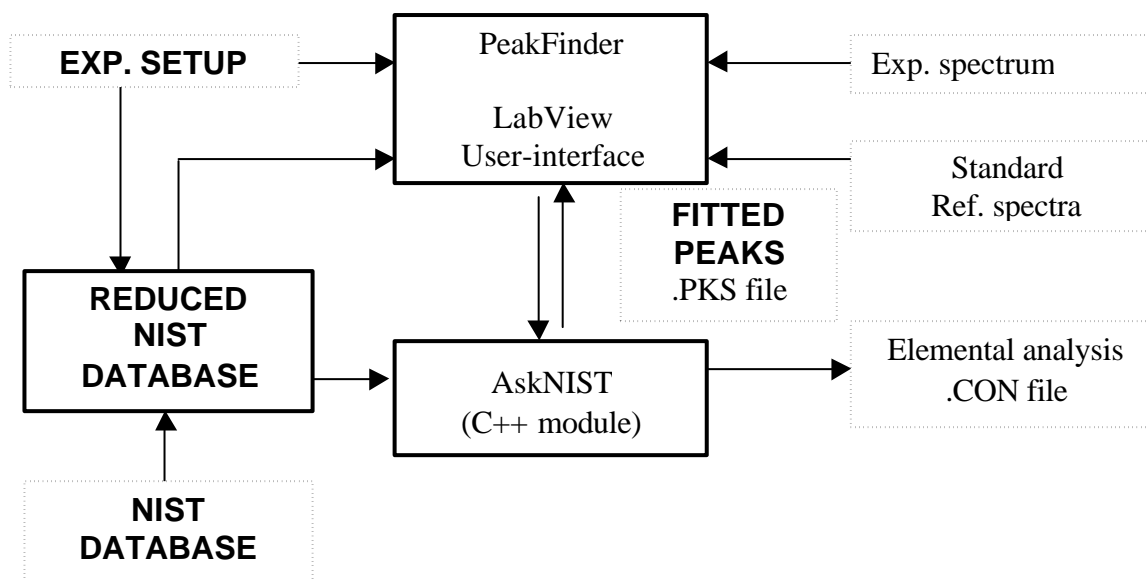 EXP. SETUP
PeakFinder
LabView
User-interface
Exp. spectrum
Standard
Ref. spectra
FITTED
PEAKS
.PKS file
REDUCED
NIST
DATABASE
AskNIST
(C++ module)
Elemental analysis
.CON file
NIST
DATABASE